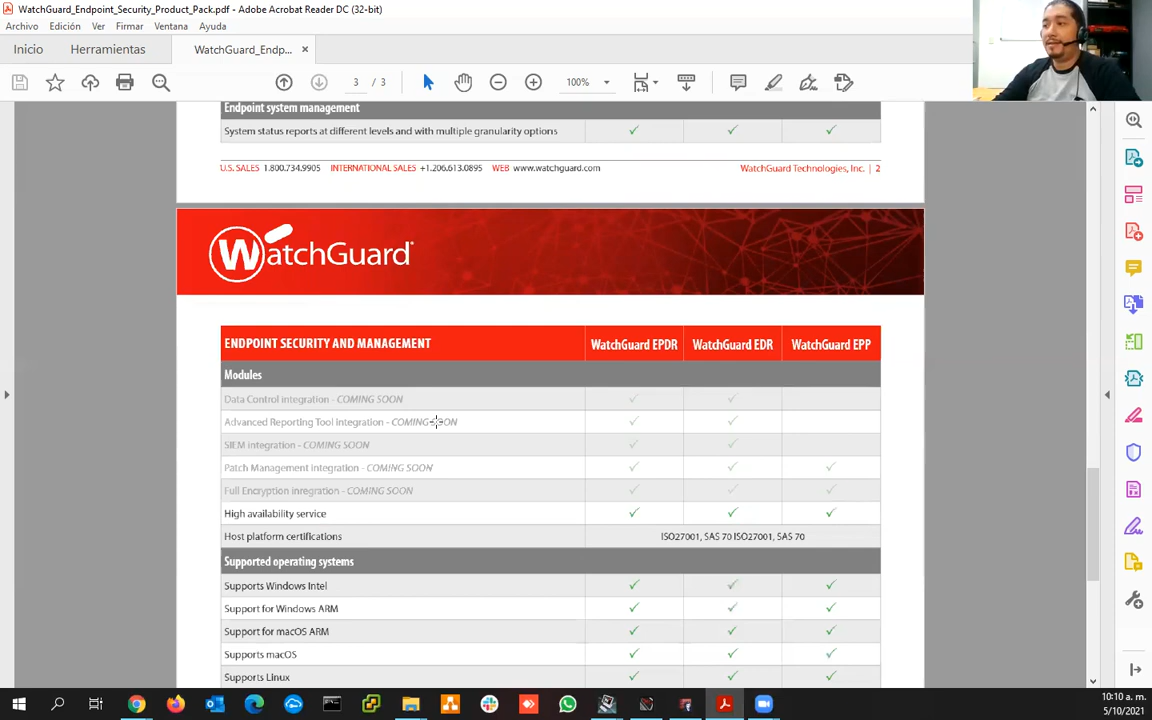 WatchGuard_Endpoint_Security_Product_Pack.pdf - Adobe Acrobat Reader DC (32-bit)
Archivo Edición Ver Firmar Ventana Ayuda
Inicio Herramientas WatchGuard_Endp... ×
3 / 3 100%
Endpoint system management
System status reports at different levels and with multiple granularity options ✓ ✓ ✓
U.S. SALES 1.800.734.9905 INTERNATIONAL SALES +1.206.613.0895 WEB www.watchguard.com WatchGuard Technologies, Inc. | 2
WatchGuard
ENDPOINT SECURITY AND MANAGEMENT WatchGuard EPDR WatchGuard EDR WatchGuard EPP
Modules
Data Control integration - COMING SOON ✓ ✓
Advanced Reporting Tool Integration - COMING SOON ✓ ✓
SIEM integration - COMING SOON ✓ ✓
Patch Management integration - COMING SOON ✓ ✓ ✓
Full Encryption inregration - COMING SOON ✓ ✓ ✓
High availability service ✓ ✓ ✓
Host platform certifications ISO27001, SAS 70 ISO27001, SAS 70
Supported operating systems
Supports Windows Intel ✓ ✓ ✓
Support for Windows ARM ✓ ✓ ✓
Support for macOS ARM ✓ ✓ ✓
Supports macOS ✓ ✓ ✓
Supports Linux ✓ ✓ ✓
10:10 a. m.
5/10/2021